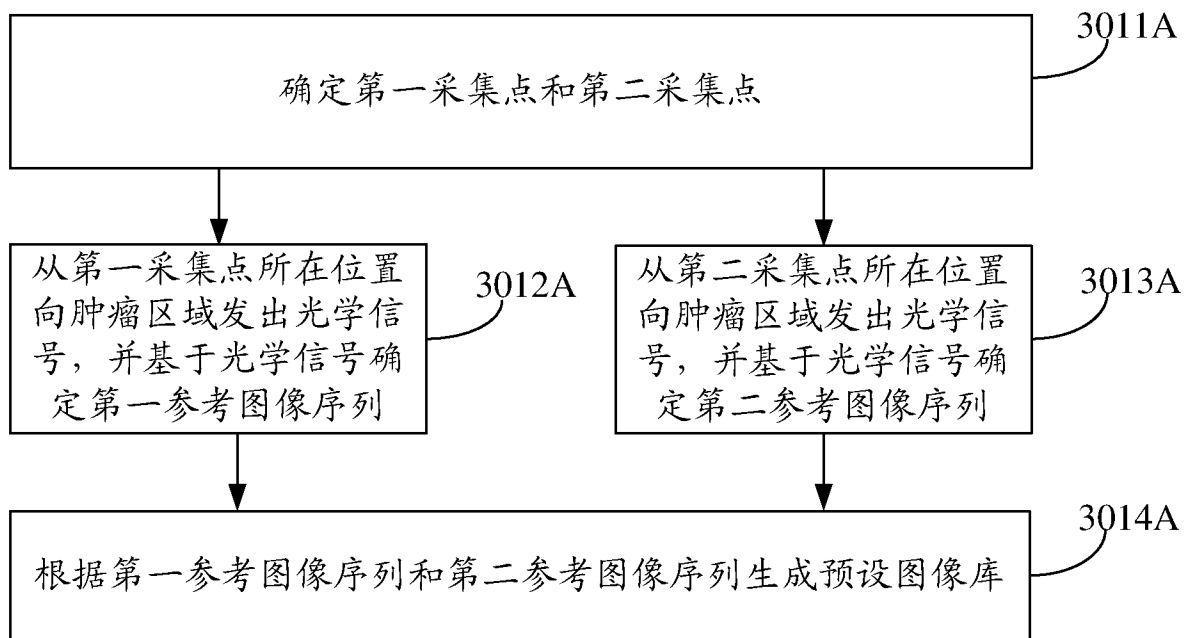 3011A
确定第一采集点和第二采集点
从第一采集点所在位置
向肿瘤区域发出光学信
号，并基于光学信号确
定第一参考图像序列
3012A
从第二采集点所在位置
向肿瘤区域发出光学信
号，并基于光学信号确
定第二参考图像序列
3013A
3014A
根据第一参考图像序列和第二参考图像序列生成预设图像库